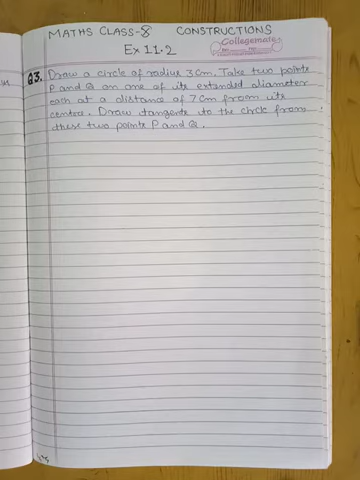 MATHS CLASS-8 CONSTRUCTIONS
Collegemate
Ex 11.2
Q3. Draw a circle of radius 3 cm. Take two points
P and Q on one of its extended diameter
each at a distance of 7 cm from its
centre. Draw tangents to the circle from
these two points P and Q.